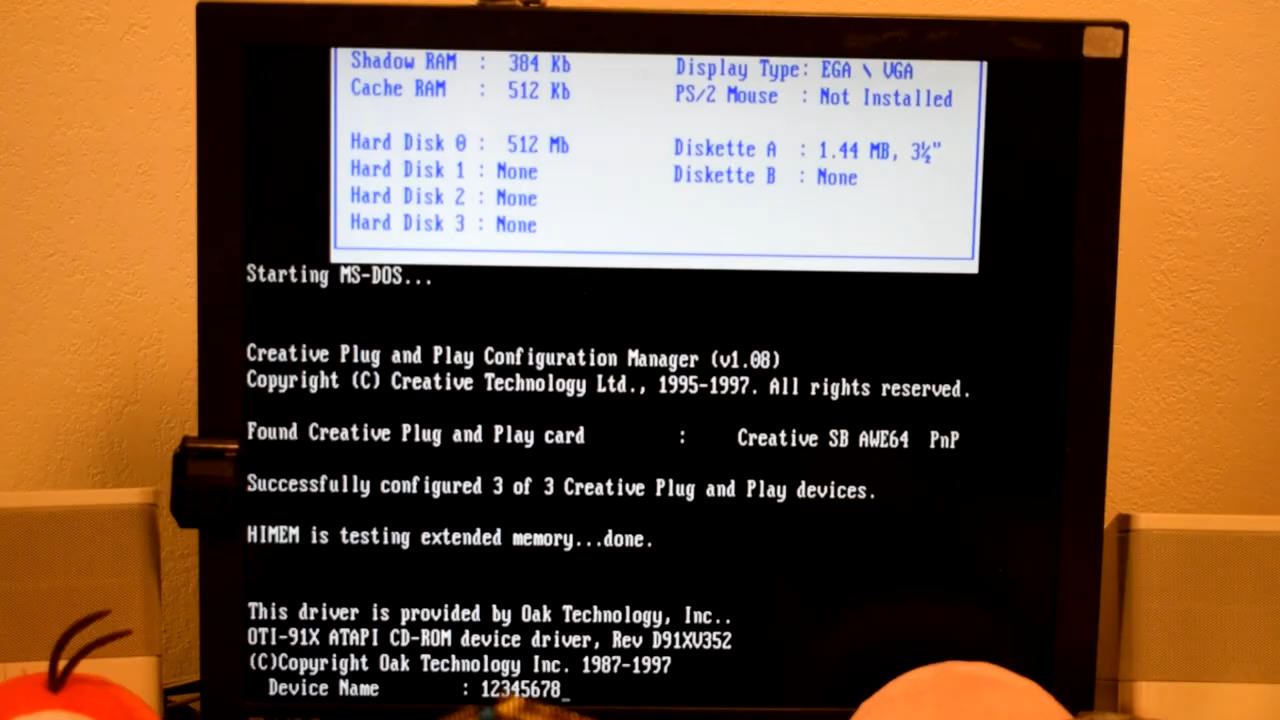 Shadow RAM : 384 Kb Display Type: EGA \ VGA
Cache RAM : 512 Kb PS/2 Mouse : Not Installed
Hard Disk 0 : 512 Mb Diskette A : 1.44 MB, 3½"
Hard Disk 1 : None Diskette B : None
Hard Disk 2 : None
Hard Disk 3 : None
Starting MS-DOS...
Creative Plug and Play Configuration Manager (v1.08)
Copyright (C) Creative Technology Ltd., 1995-1997. All rights reserved.
Found Creative Plug and Play card : Creative SB AWE64 PnP
Successfully configured 3 of 3 Creative Plug and Play devices.
HIMEM is testing extended memory...done.
This driver is provided by Oak Technology, Inc..
OTI-91X ATAPI CD-ROM device driver, Rev D91XV352
(C)Copyright Oak Technology Inc. 1987-1997
Device Name : 12345678_